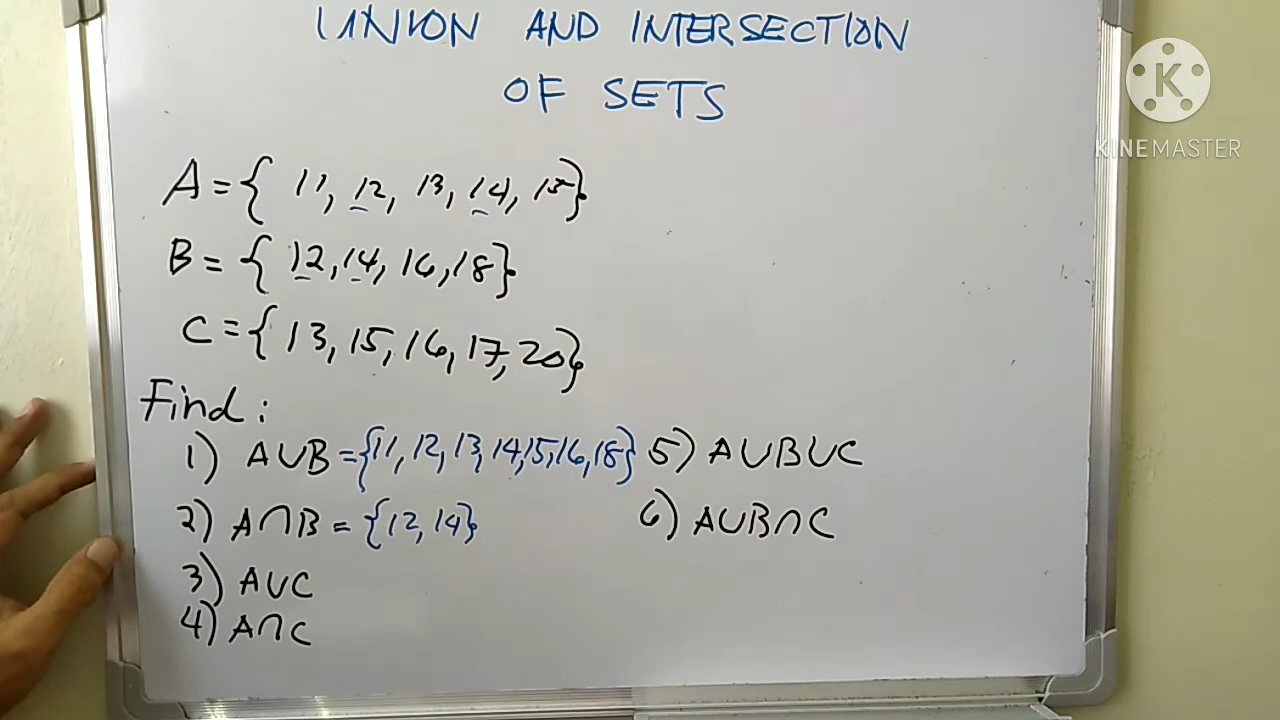 UNION AND INTERSECTION
OF SETS
K
KINEMASTER
A = { 11, 12, 13, 14, 15}
B = { 12, 14, 16, 18}
C = { 13, 15, 16, 17, 20}
Find :
1) A∪B = {11, 12, 13, 14, 15, 16, 18}
2) A∩B = {12, 14}
3) A∪C
4) A∩C
5) A∪B∪C
6) A∪B∩C